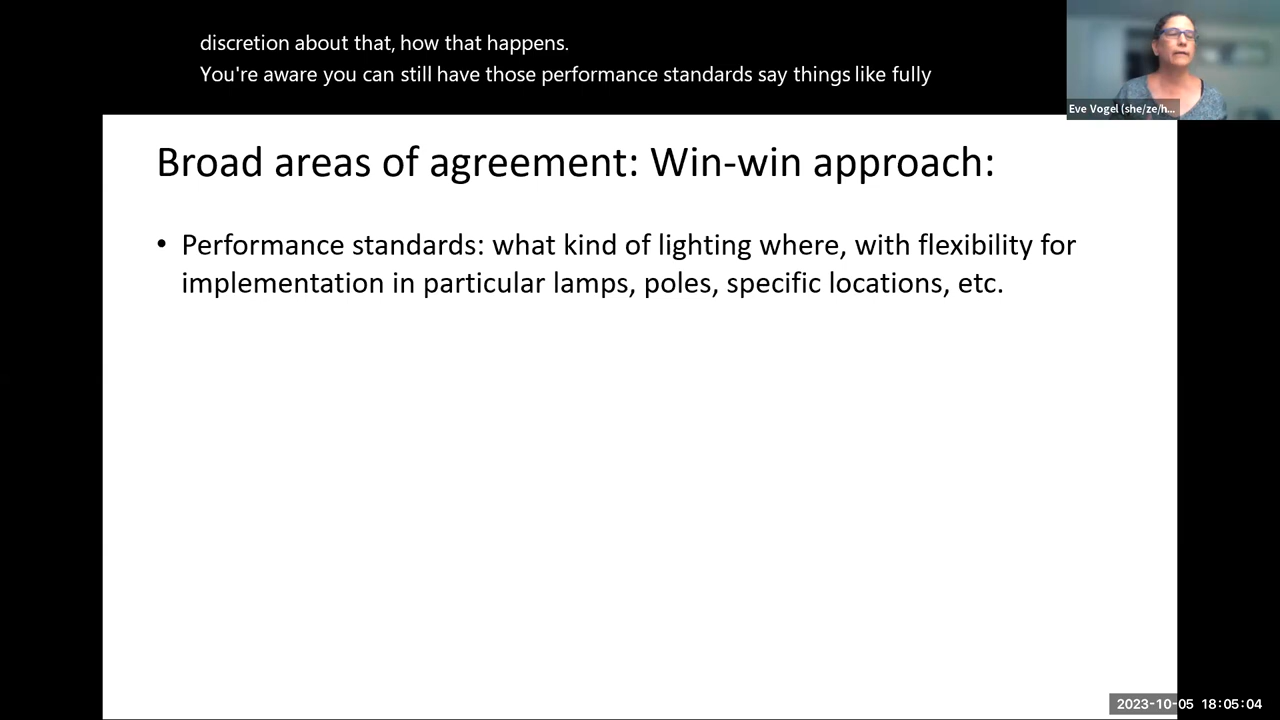 discretion about that, how that happens.
You're aware you can still have those performance standards say things like fully
Eve Vogel (she/ze/h...
Broad areas of agreement: Win-win approach:
• Performance standards: what kind of lighting where, with flexibility for
implementation in particular lamps, poles, specific locations, etc.
2023-10-05 18:05:04